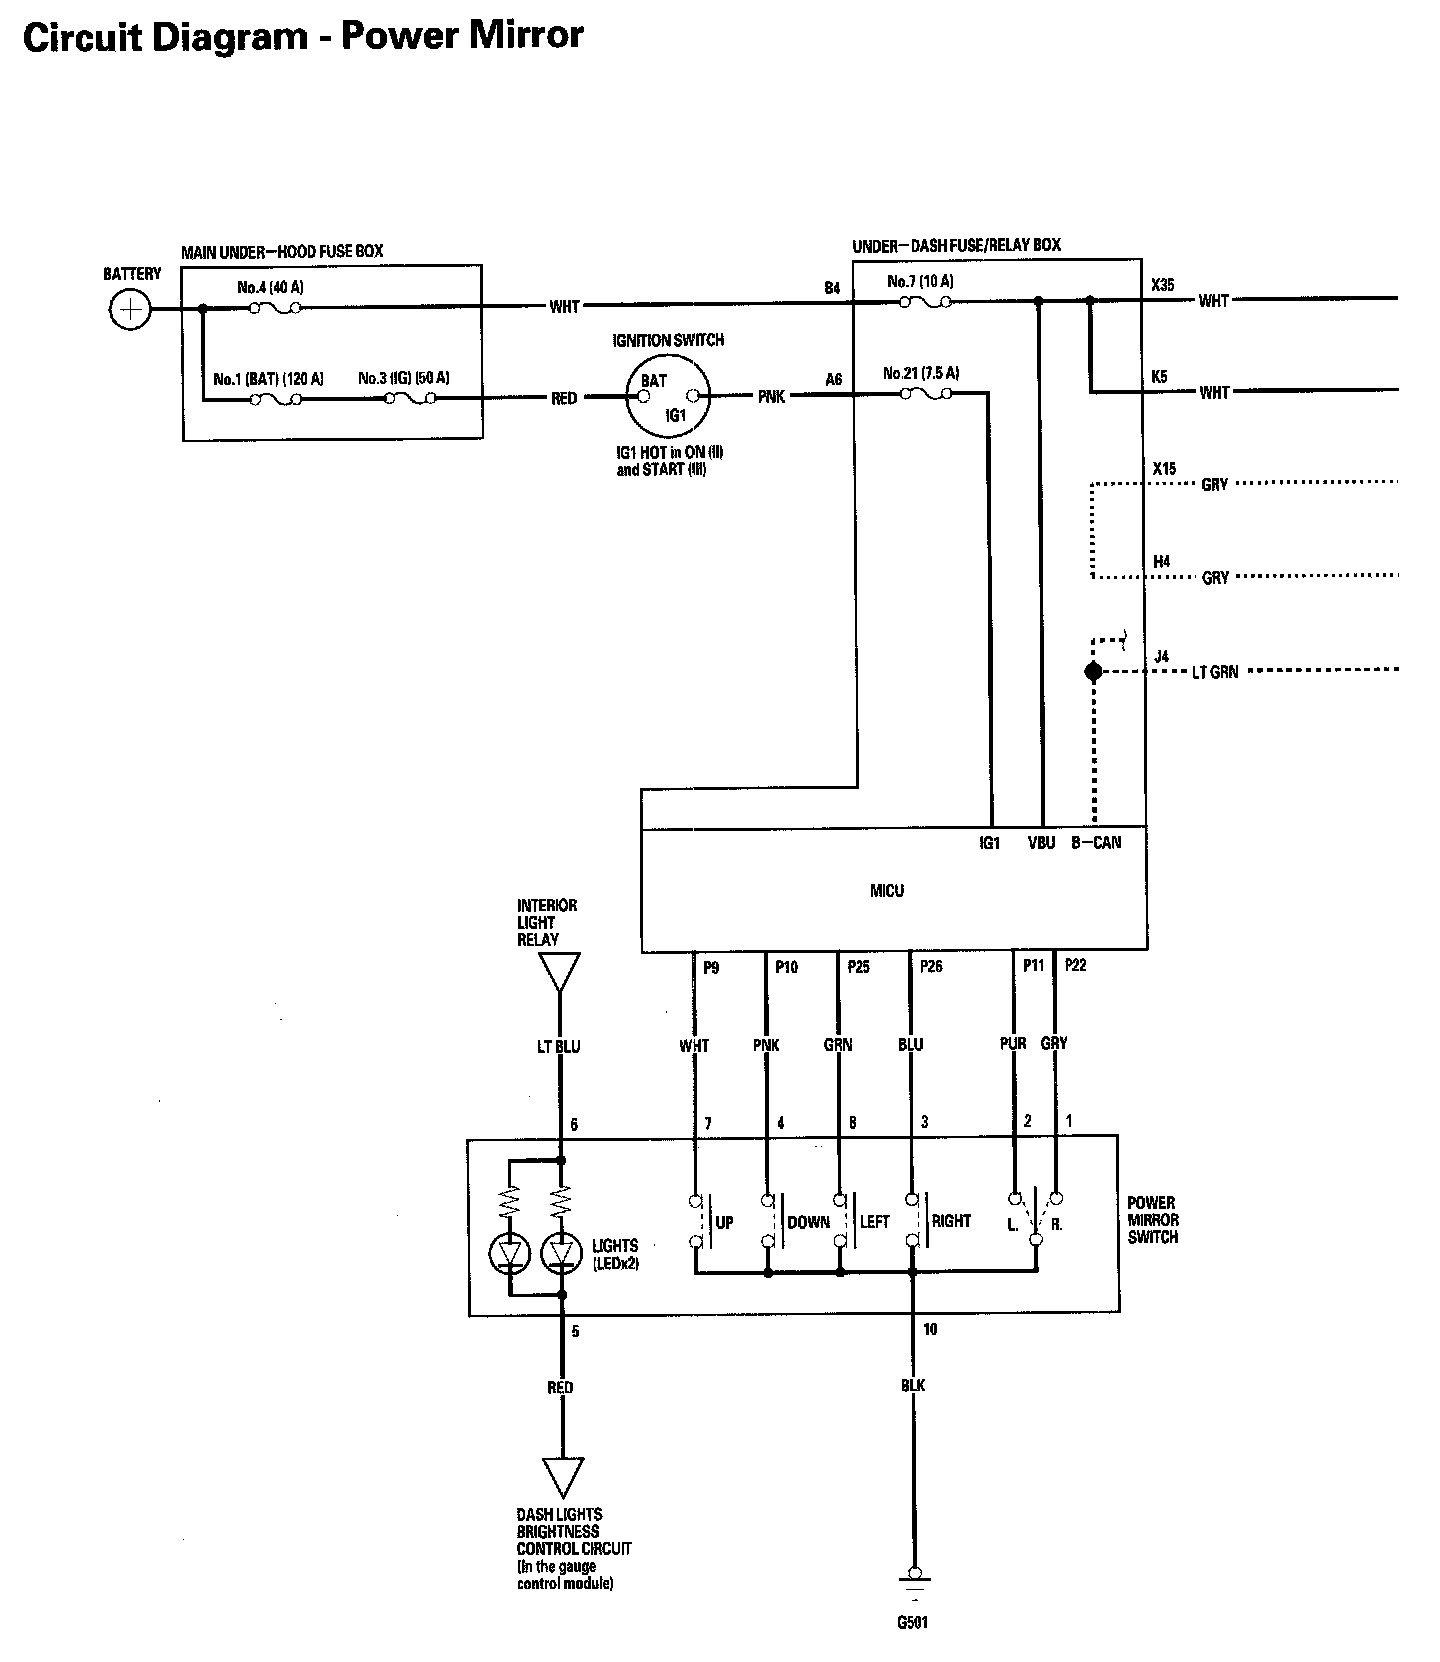 Circuit Diagram - Power Mirror
MAIN UNDER-HOOD FUSE BOX
UNDER-DASH FUSE/RELAY BOX
BATTERY
No.4 (40 A)
WHT
B4
No.7 (10 A)
X35
WHT
IGNITION SWITCH
No.1 (BAT) (120 A)
No.3 (IG) (50 A)
RED
BAT
IG1
PNK
A6
No.21 (7.5 A)
K5
WHT
IG1 HOT in ON (II)
and START (III)
X15
GRY
H4
GRY
J4
LT GRN
IG1
VBU
B-CAN
MICU
INTERIOR
LIGHT
RELAY
P9
P10
P25
P26
P11
P22
LT BLU
WHT
PNK
GRN
BLU
PUR
GRY
6
7
4
8
3
2
1
UP
DOWN
LEFT
RIGHT
L.
R.
POWER
MIRROR
SWITCH
LIGHTS
(LEDx2)
5
10
RED
BLK
DASH LIGHTS
BRIGHTNESS
CONTROL CIRCUIT
(In the gauge
control module)
G501